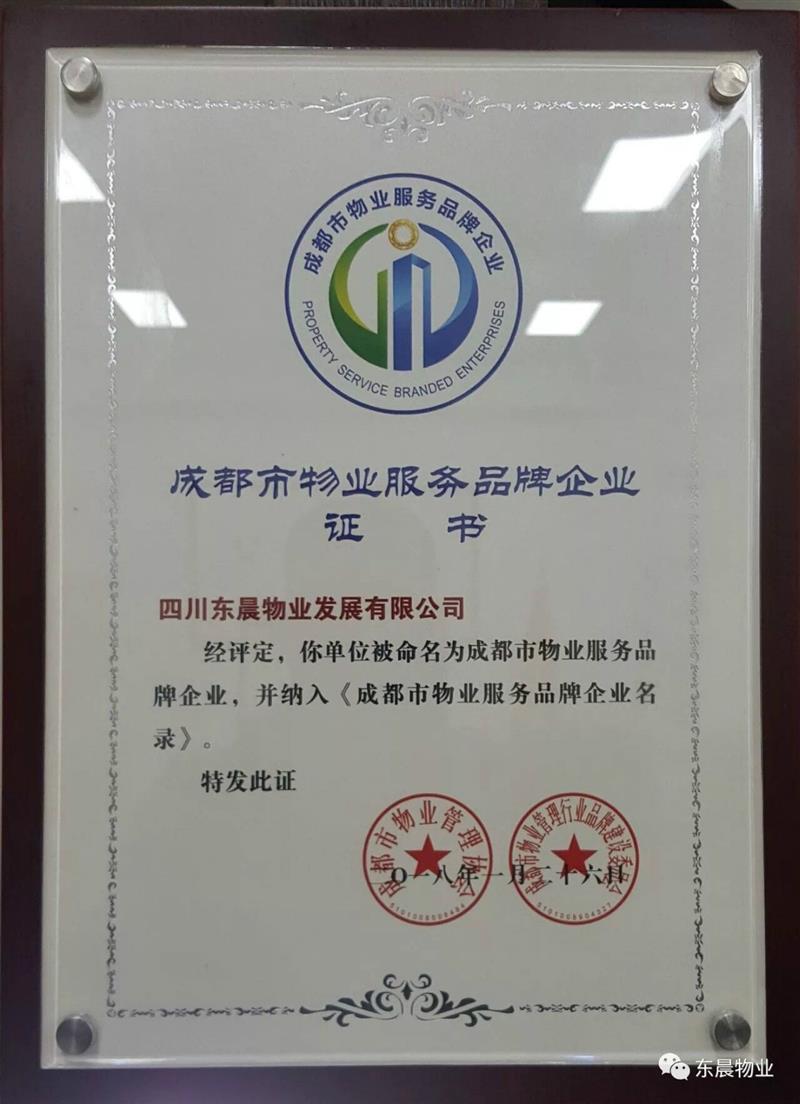 成都市物业服务品牌企业
PROPERTY SERVICE BRANDED ENTERPRISES
成都市物业服务品牌企业
证 书
四川东晨物业发展有限公司
经评定，你单位被命名为成都市物业服务品
牌企业，并纳入《成都市物业服务品牌企业名
录》。
特发此证
成都市物业管理协会
成都市物业管理行业品牌建设委员会
〇一八年一月二十六日
东晨物业